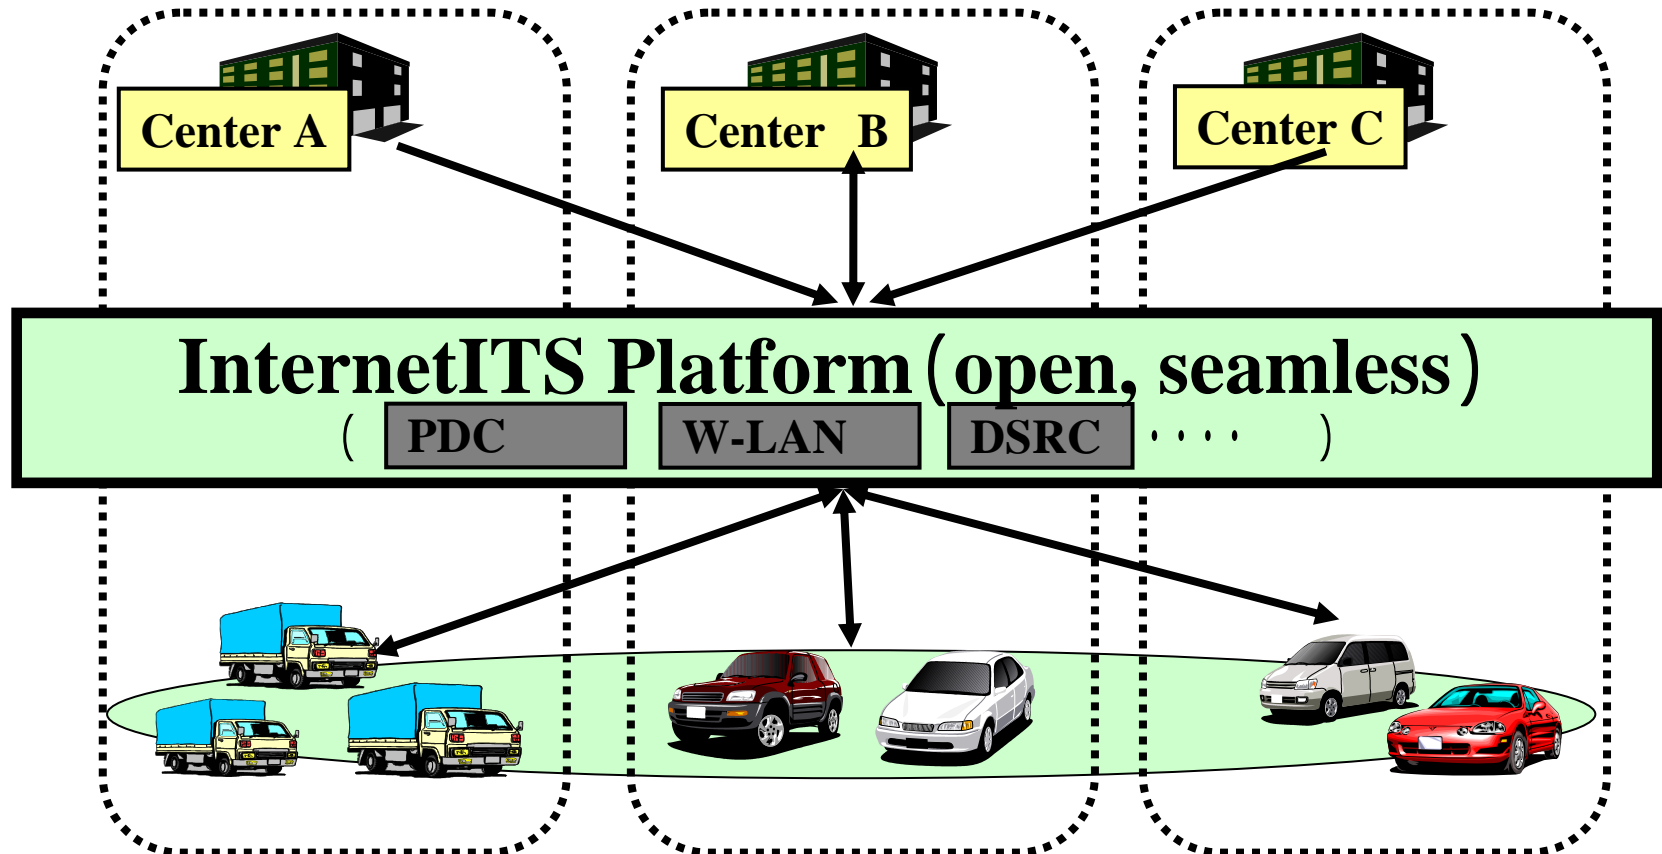 Center A
Center B
Center C
InternetITS Platform(open, seamless)
( PDC W-LAN DSRC ・・・・ )